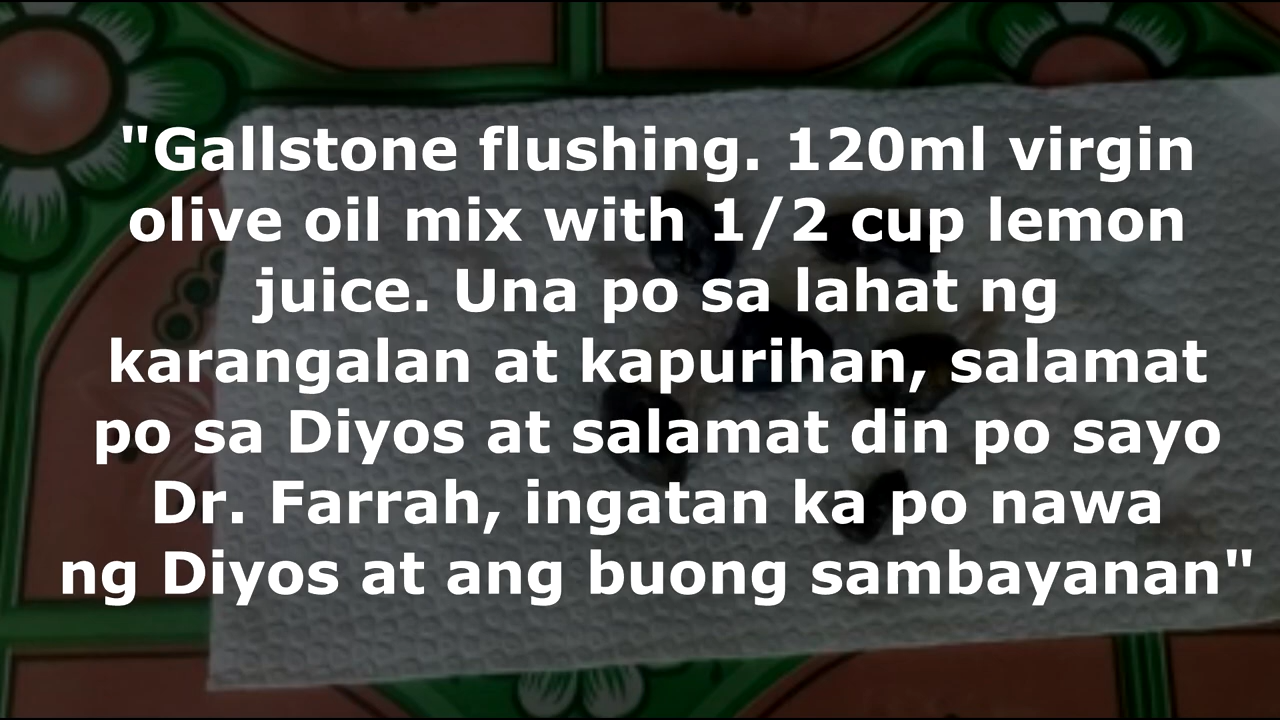 "Gallstone flushing. 120ml virgin
olive oil mix with 1/2 cup lemon
juice. Una po sa lahat ng
karangalan at kapurihan, salamat
po sa Diyos at salamat din po sayo
Dr. Farrah, ingatan ka po nawa
ng Diyos at ang buong sambayanan"